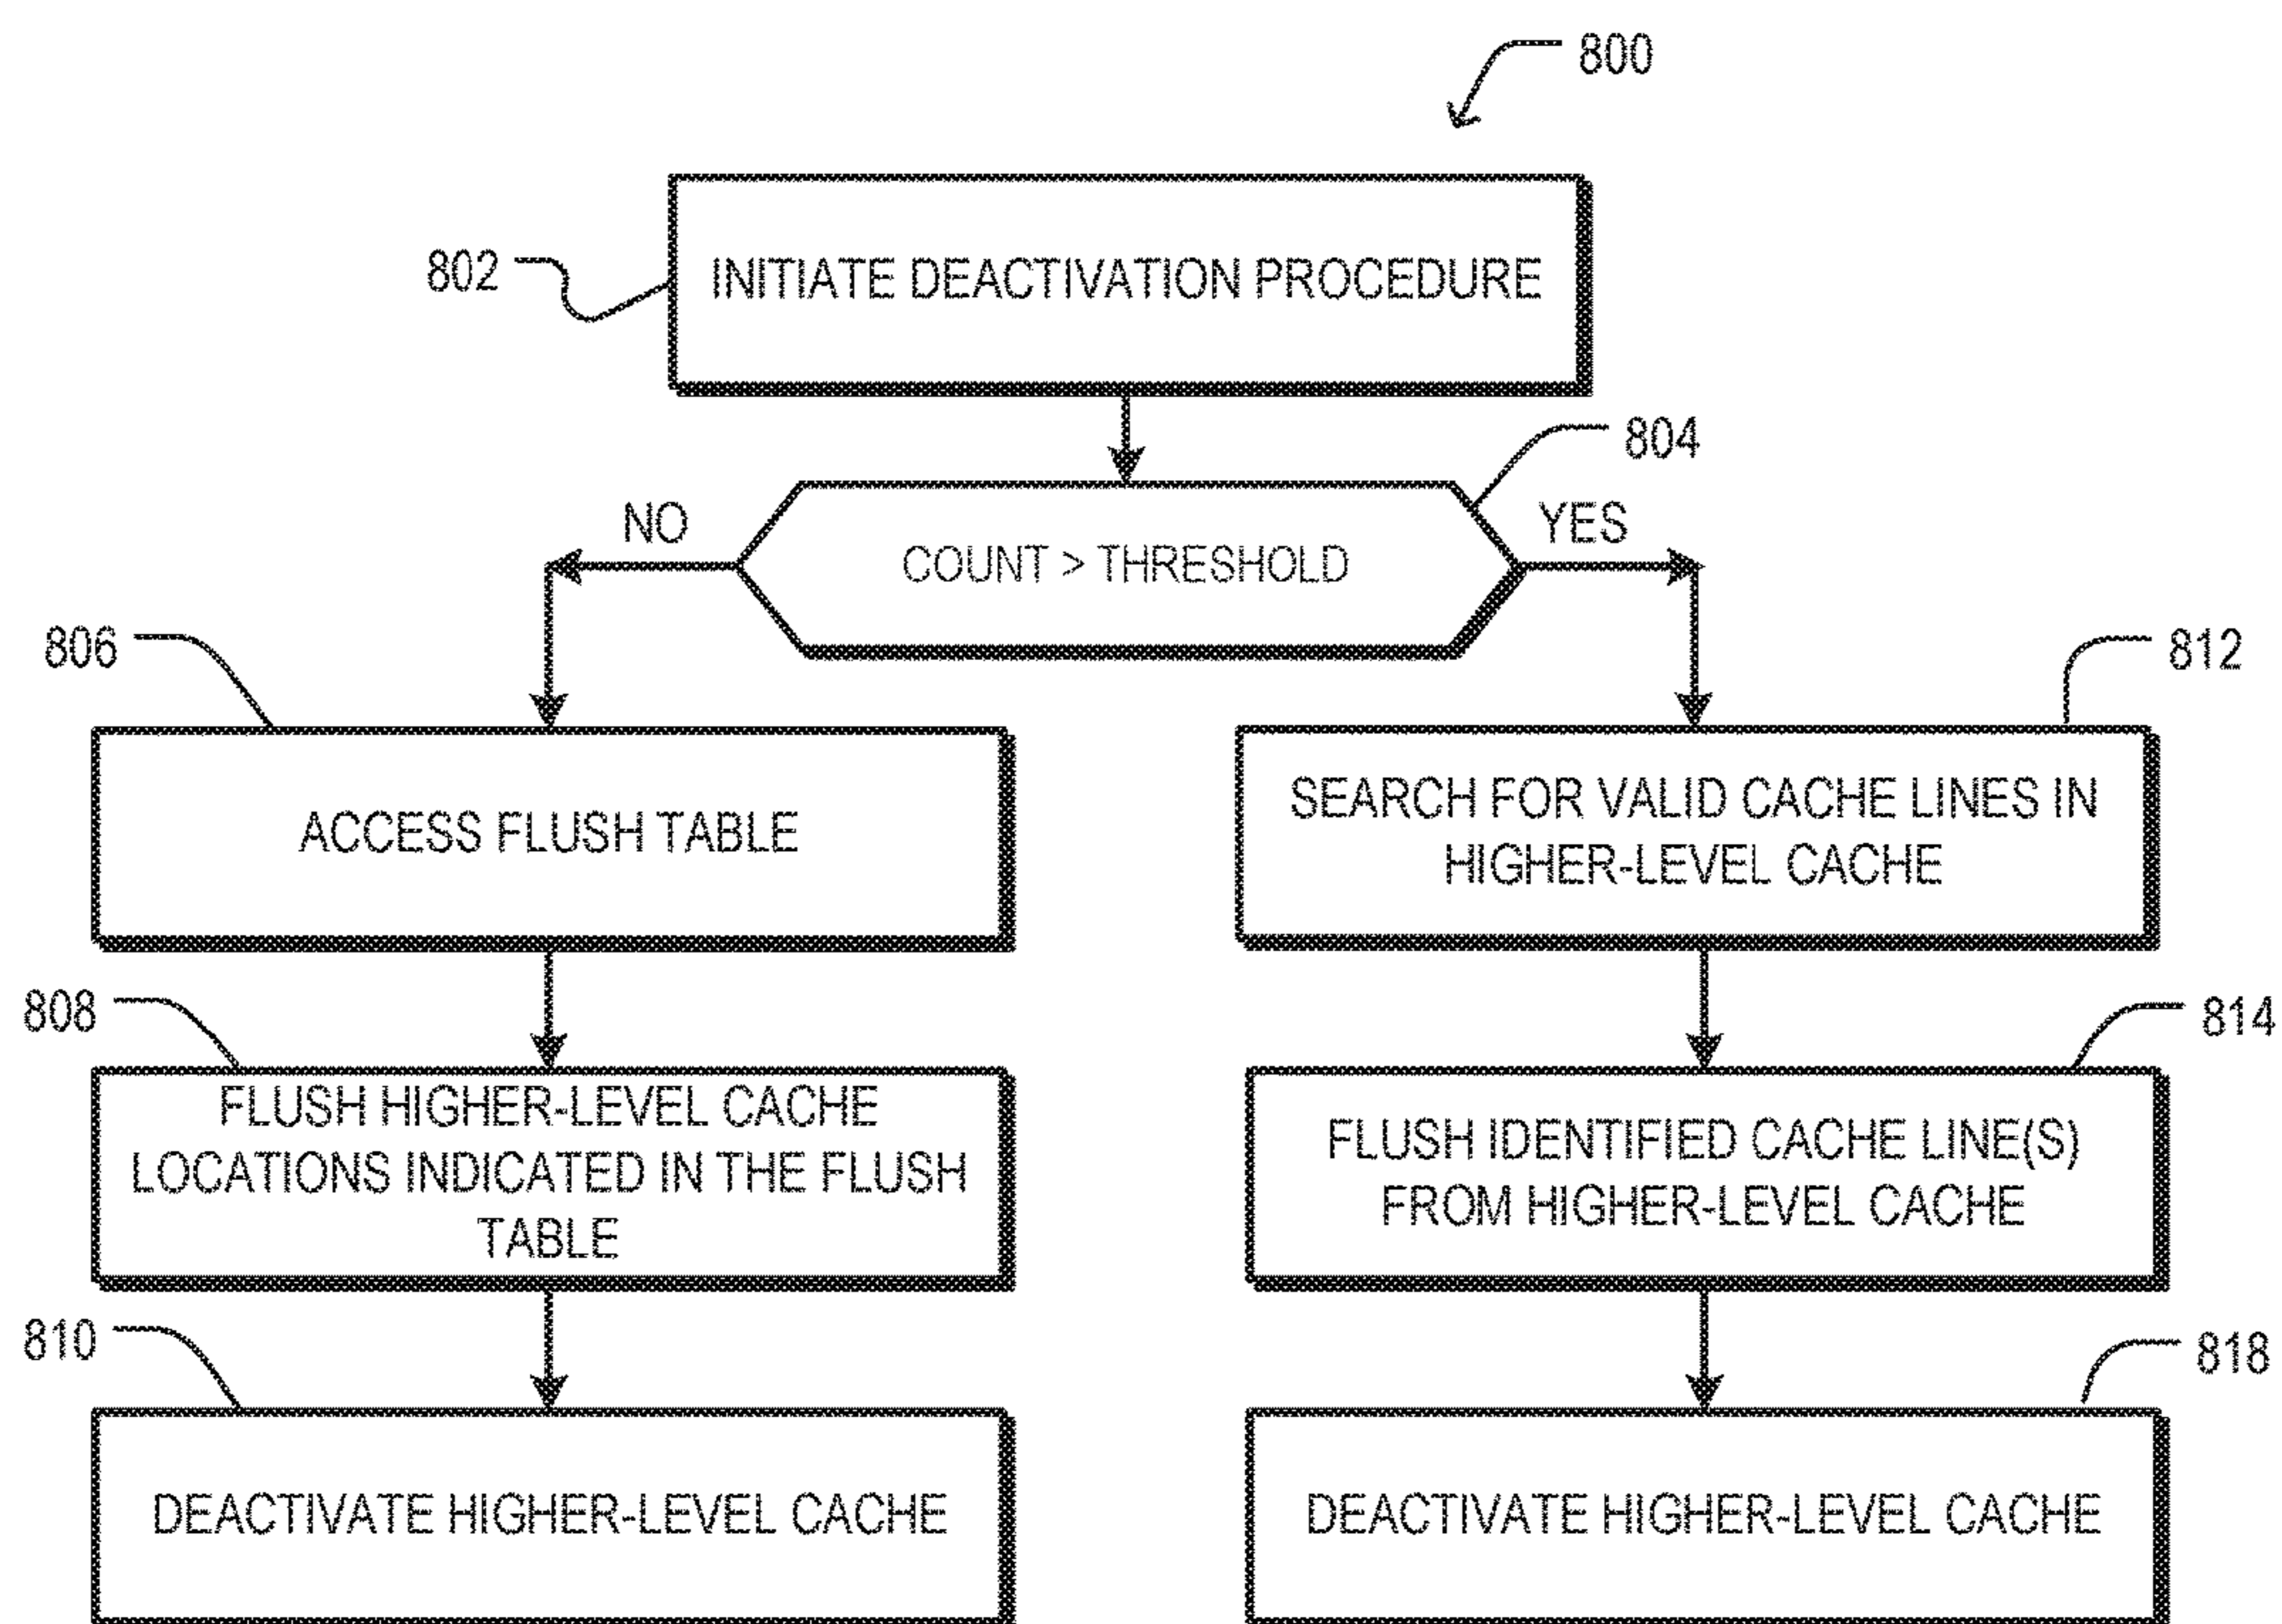 800
802
INITIATE DEACTIVATION PROCEDURE
804
NO
YES
COUNT > THRESHOLD
806
812
ACCESS FLUSH TABLE
SEARCH FOR VALID CACHE LINES IN
HIGHER-LEVEL CACHE
808
814
FLUSH HIGHER-LEVEL CACHE
LOCATIONS INDICATED IN THE FLUSH
TABLE
FLUSH IDENTIFIED CACHE LINE(S)
FROM HIGHER-LEVEL CACHE
810
818
DEACTIVATE HIGHER-LEVEL CACHE
DEACTIVATE HIGHER-LEVEL CACHE